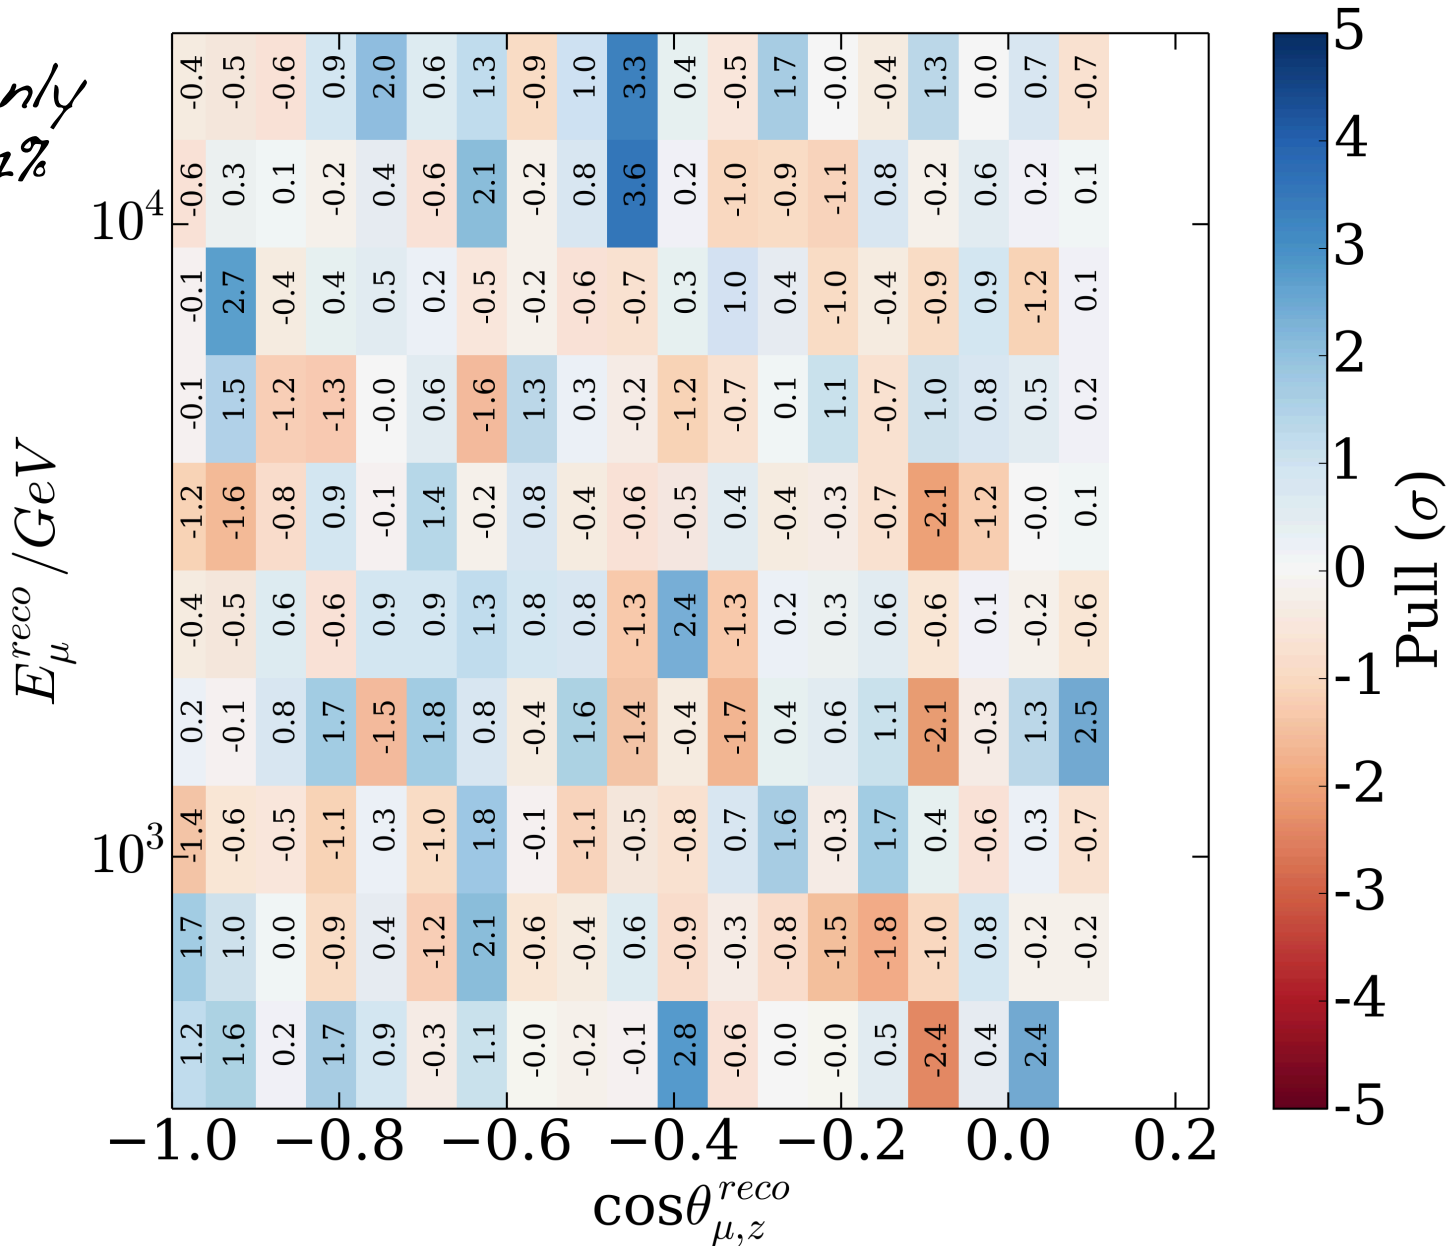 nly
1%
-0.4 -0.5 -0.6 0.9 2.0 0.6 1.3 -0.9 1.0 3.3 0.4 -0.5 1.7 -0.0 -0.4 1.3 0.0 0.7 -0.7
-0.6 0.3 0.1 -0.2 0.4 -0.6 2.1 -0.2 0.8 3.6 0.2 -1.0 -0.9 -1.1 0.8 -0.2 0.6 0.2 0.1
10⁴
-0.1 2.7 -0.4 0.4 0.5 0.2 -0.5 -0.2 -0.6 -0.7 0.3 1.0 0.4 -1.0 -0.4 -0.9 0.9 -1.2 0.1
-0.1 1.5 -1.2 -1.3 -0.0 0.6 -1.6 1.3 0.3 -0.2 -1.2 -0.7 0.1 1.1 -0.7 1.0 0.8 0.5 0.2
-1.2 -1.6 -0.8 0.9 -0.1 1.4 -0.2 0.8 -0.4 -0.6 -0.5 0.4 -0.4 -0.3 -0.7 -2.1 -1.2 -0.0 0.1
-0.4 -0.5 0.6 -0.6 0.9 0.9 1.3 0.8 0.8 -1.3 2.4 -1.3 0.2 0.3 0.6 -0.6 0.1 -0.2 -0.6
0.2 -0.1 0.8 1.7 -1.5 1.8 0.8 -0.4 1.6 -1.4 -0.4 -1.7 0.4 0.6 1.1 -2.1 -0.3 1.3 2.5
10³
-1.4 -0.6 -0.5 -1.1 0.3 -1.0 1.8 -0.1 -1.1 -0.5 -0.8 0.7 1.6 -0.3 1.7 0.4 -0.6 0.3 -0.7
1.7 1.0 0.0 -0.9 0.4 -1.2 2.1 -0.6 -0.4 0.6 -0.9 -0.3 -0.8 -1.5 -1.8 -1.0 0.8 -0.2 -0.2
1.2 1.6 0.2 1.7 0.9 -0.3 1.1 -0.0 -0.2 -0.1 2.8 -0.6 0.0 -0.0 0.5 -2.4 0.4 2.4
E_μ^{reco} /GeV
−1.0 −0.8 −0.6 −0.4 −0.2 0.0 0.2
cosθ_{μ,z}^{reco}
5
4
3
2
1
0
-1
-2
-3
-4
-5
Pull (σ)